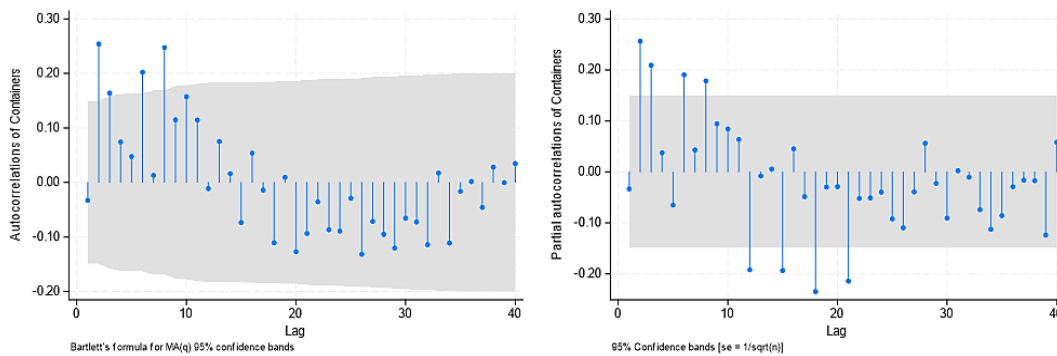 0.30
0.20
0.10
0.00
-0.10
-0.20
Autocorrelations of Containers
0 10 20 30 40
Lag
Bartlett's formula for MA(q) 95% confidence bands
0.30
0.20
0.10
0.00
-0.10
-0.20
Partial autocorrelations of Containers
0 10 20 30 40
Lag
95% Confidence bands [se = 1/sqrt(n)]